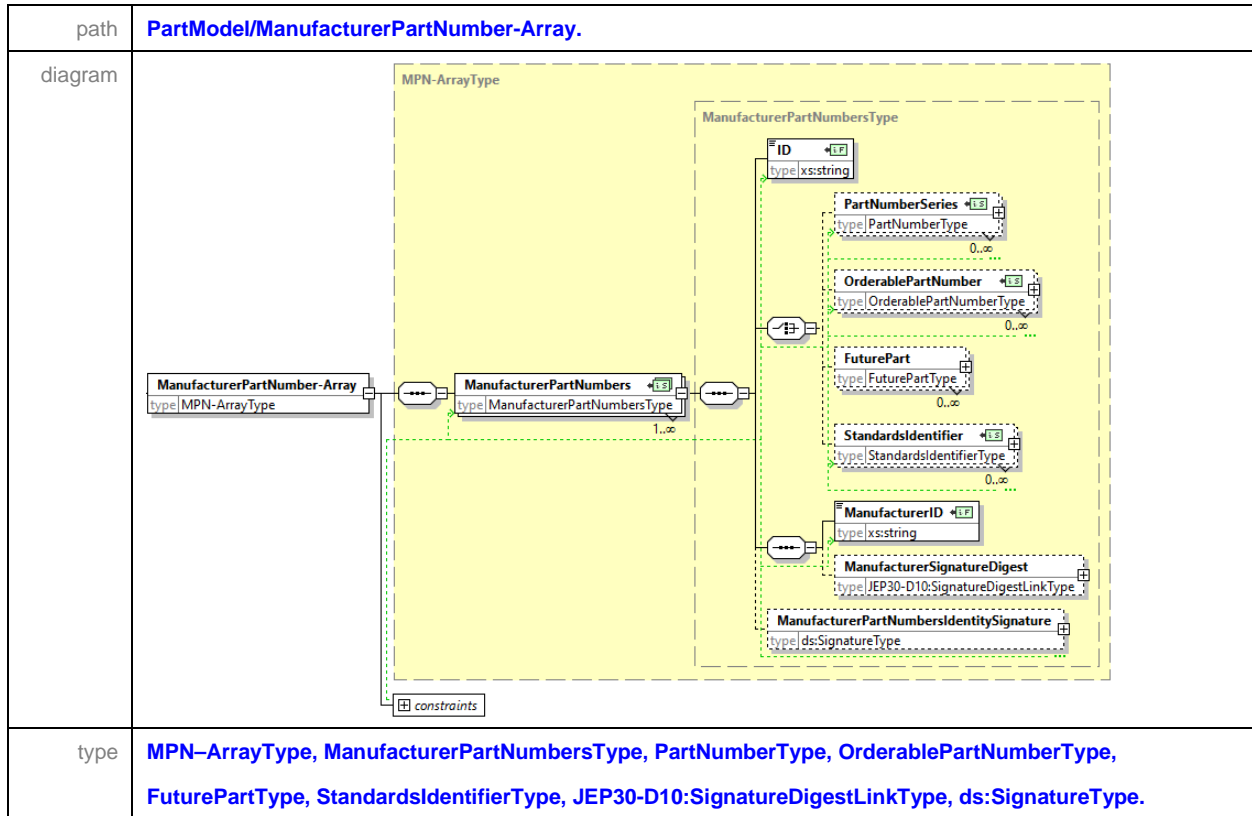 path
PartModel/ManufacturerPartNumber-Array.
diagram
MPN-ArrayType
ManufacturerPartNumbersType
ID
type xs:string
PartNumberSeries
type PartNumberType
0..∞
OrderablePartNumber
type OrderablePartNumberType
0..∞
FuturePart
type FuturePartType
0..∞
ManufacturerPartNumber-Array
type MPN-ArrayType
ManufacturerPartNumbers
type ManufacturerPartNumbersType
1..∞
StandardsIdentifier
type StandardsIdentifierType
0..∞
ManufacturerID
type xs:string
ManufacturerSignatureDigest
type JEP30-D10:SignatureDigestLinkType
ManufacturerPartNumbersIdentitySignature
type ds:SignatureType
constraints
type
MPN–ArrayType, ManufacturerPartNumbersType, PartNumberType, OrderablePartNumberType,
FuturePartType, StandardsIdentifierType, JEP30-D10:SignatureDigestLinkType, ds:SignatureType.